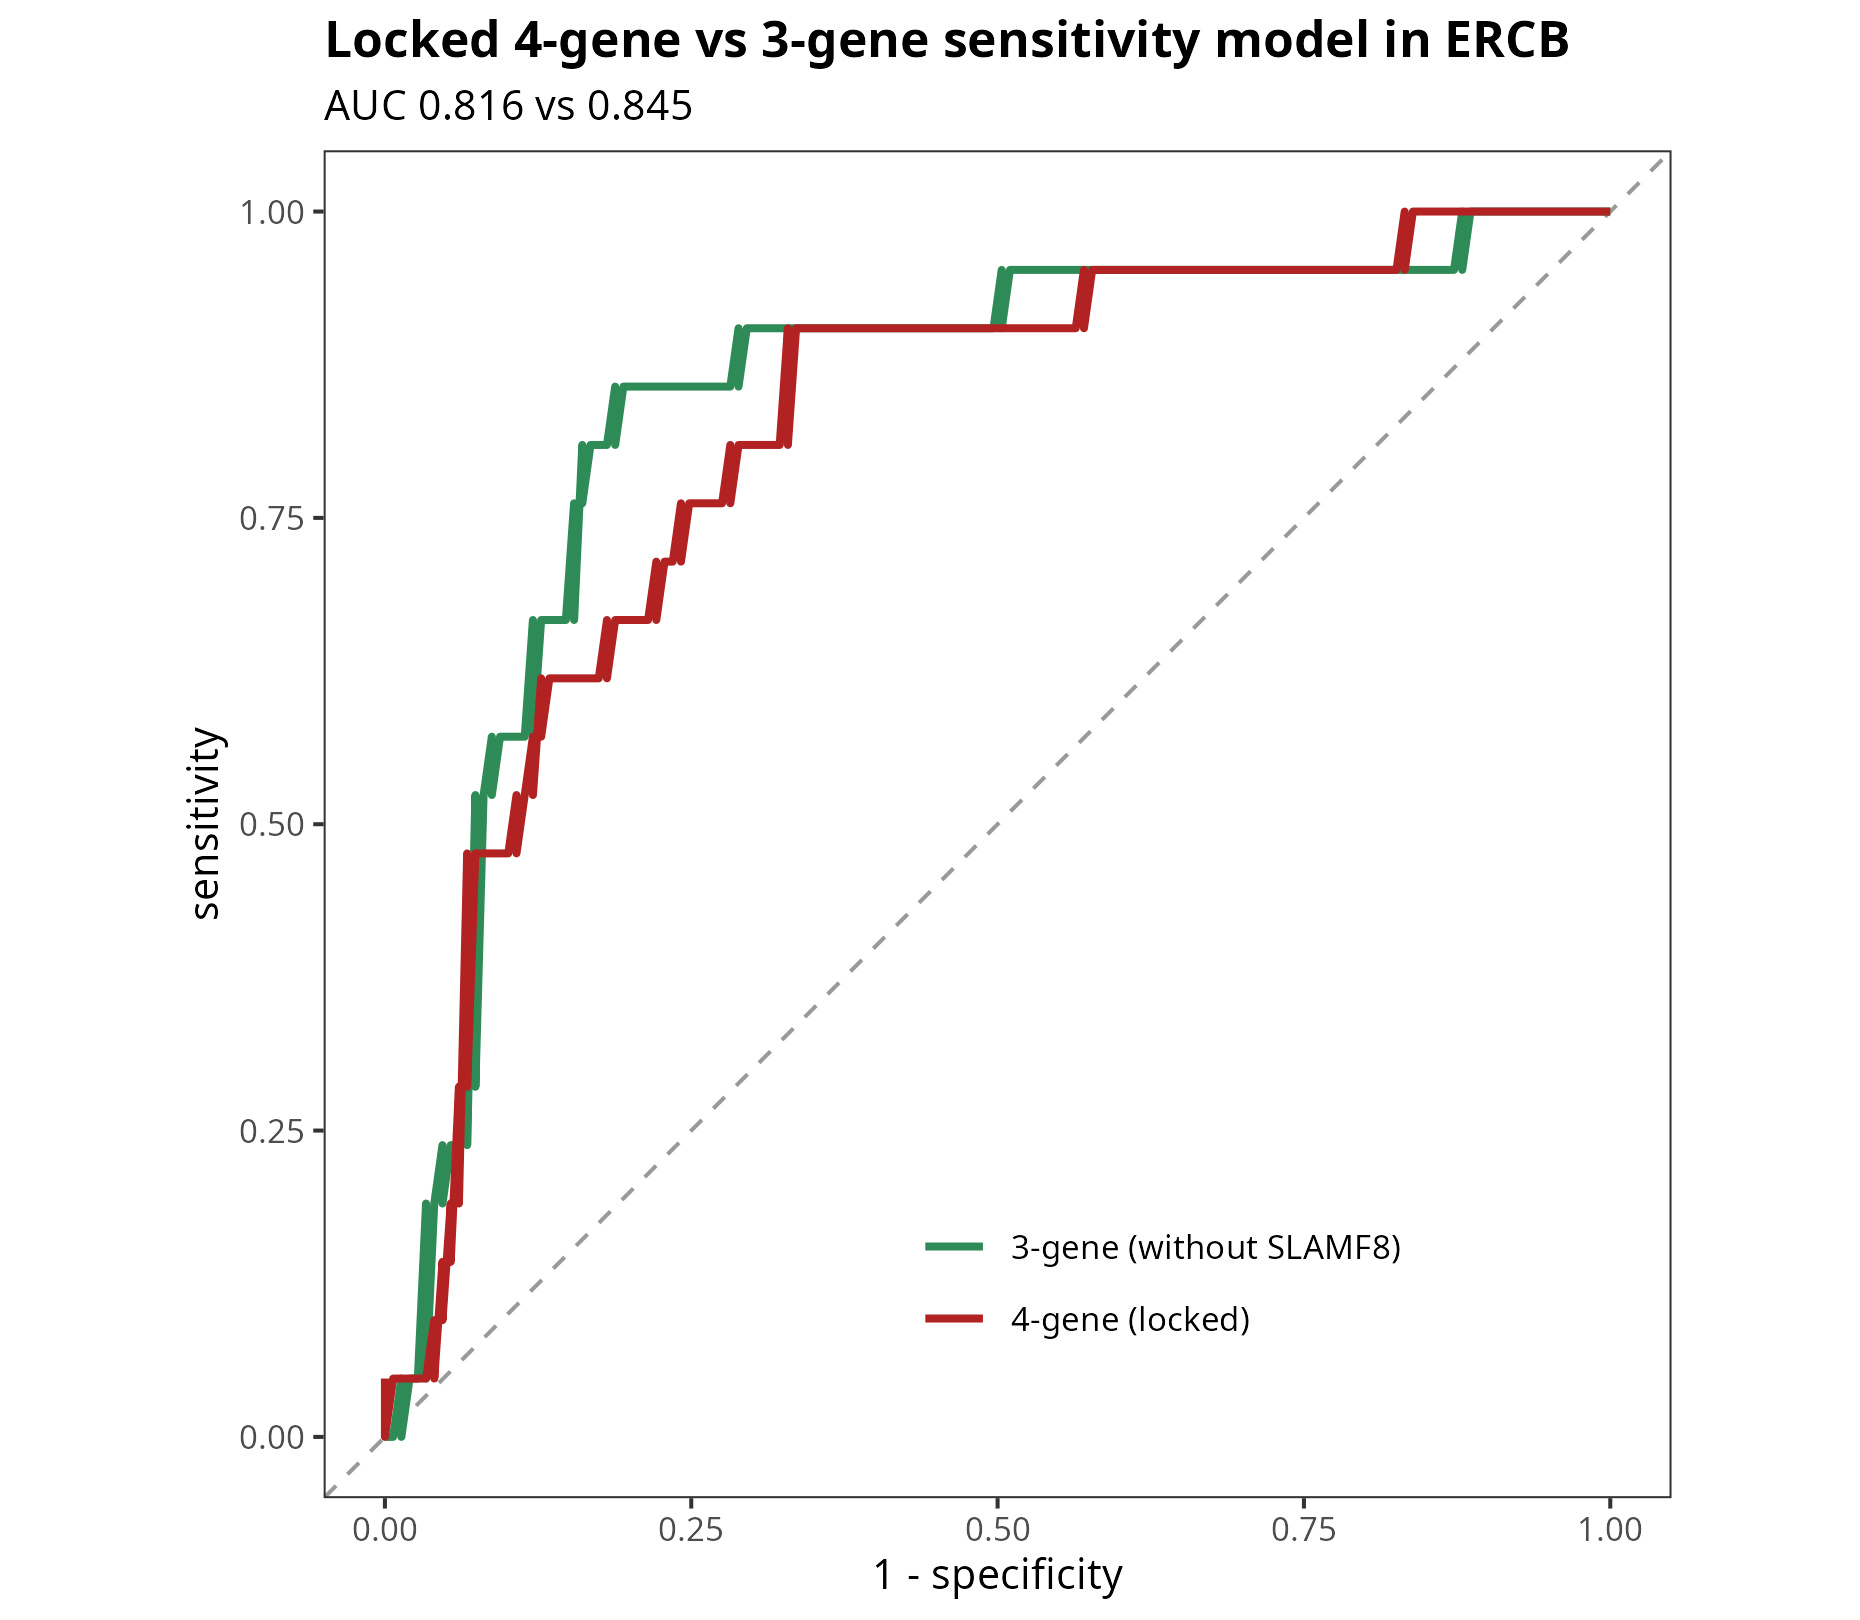 Locked 4-gene vs 3-gene sensitivity model in ERCB
AUC 0.816 vs 0.845
1.00
0.75
0.50
0.25
0.00
sensitivity
3-gene (without SLAMF8)
4-gene (locked)
0.00 0.25 0.50 0.75 1.00
1 - specificity